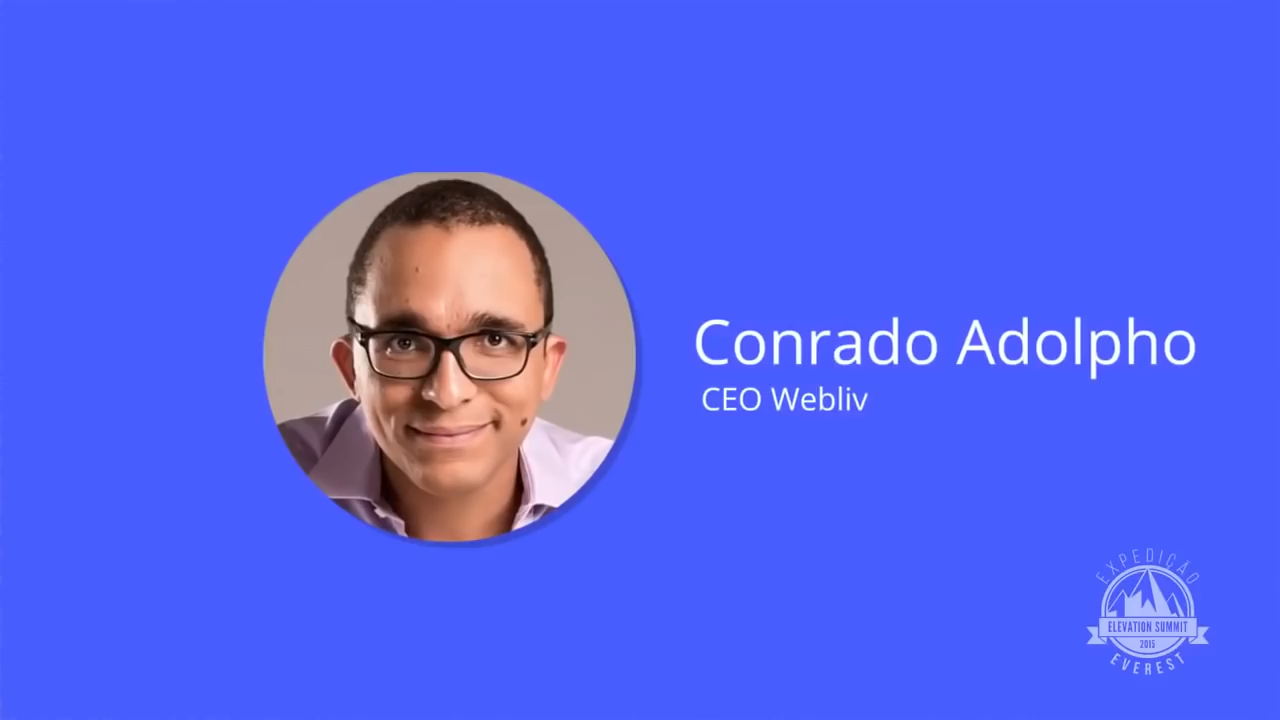 Conrado Adolpho
CEO Webliv
EXPEDIÇÃO
ELEVATION SUMMIT
2015
EVEREST